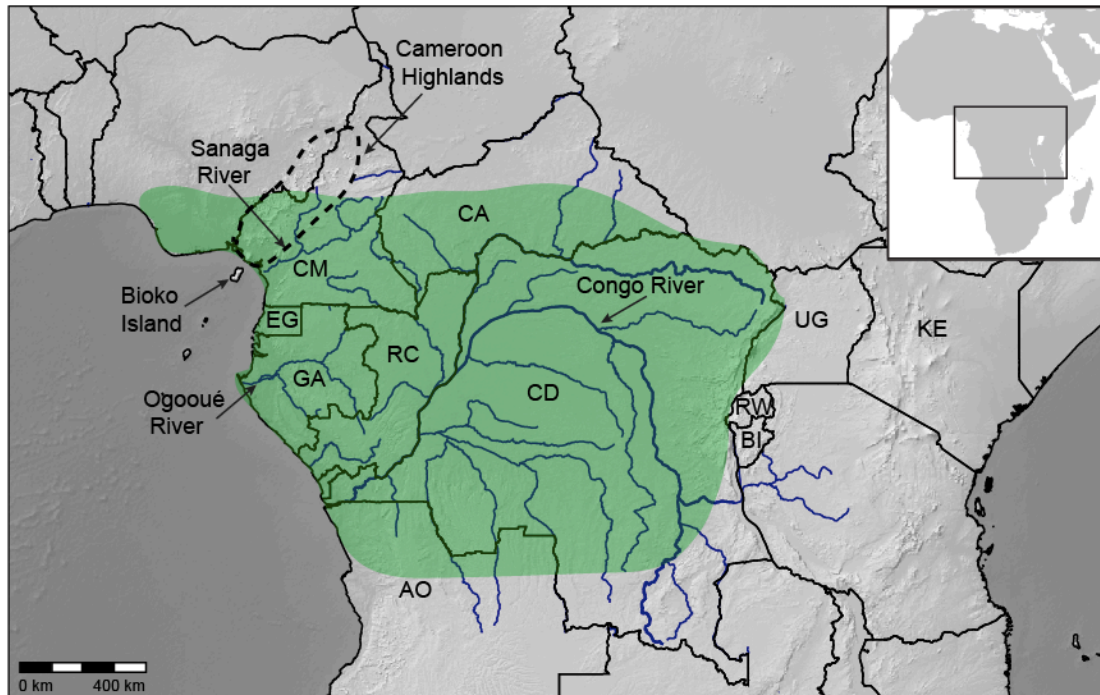 Cameroon
Highlands
Sanaga
River
CA
CM
Congo River
Bioko
Island
EG
UG
KE
RC
GA
CD
Ogooué
River
RW
BI
AO
0 km
400 km